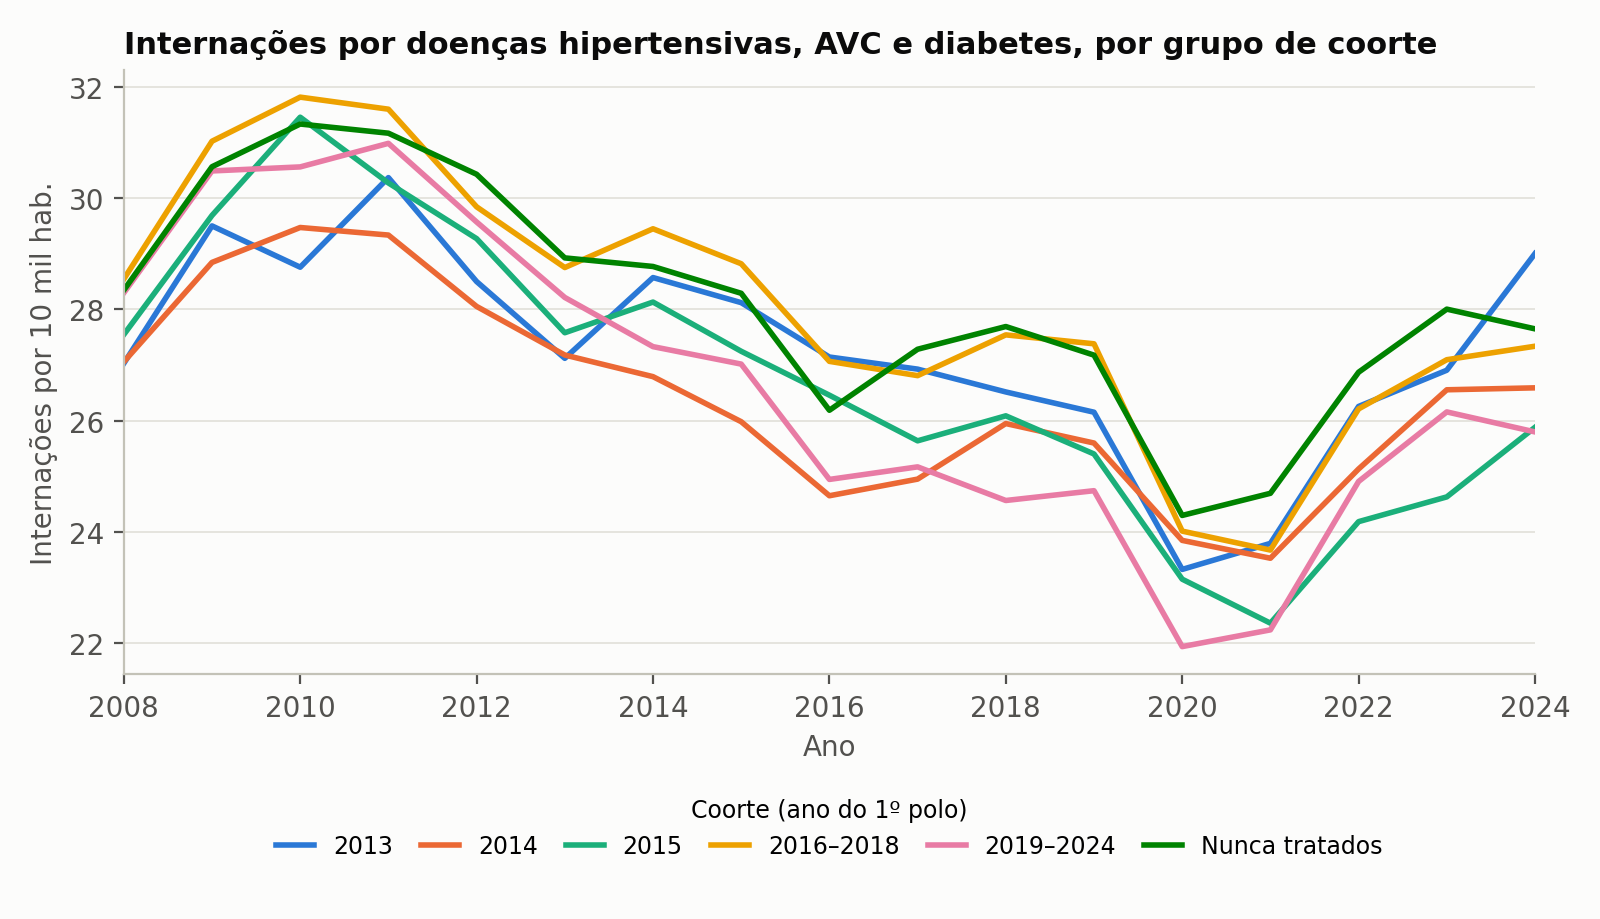 Internações por doenças hipertensivas, AVC e diabetes, por grupo de coorte
Internações por 10 mil hab.
32
30
28
26
24
22
2008 2010 2012 2014 2016 2018 2020 2022 2024
Ano
Coorte (ano do 1º polo)
2013 2014 2015 2016–2018 2019–2024 Nunca tratados